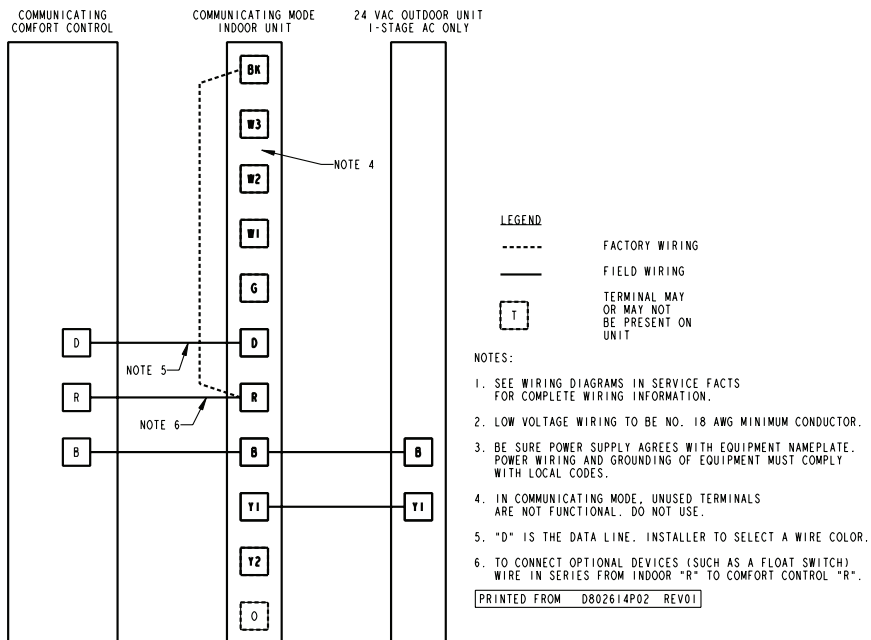 COMMUNICATING
COMFORT CONTROL
COMMUNICATING MODE
INDOOR UNIT
24 VAC OUTDOOR UNIT
1-STAGE AC ONLY
BK
W3
NOTE 4
W2
W1
G
D
D
NOTE 5
R
R
NOTE 6
B
B
B
Y1
Y1
Y2
O
LEGEND
FACTORY WIRING
FIELD WIRING
T
TERMINAL MAY
OR MAY NOT
BE PRESENT ON
UNIT
NOTES:
1. SEE WIRING DIAGRAMS IN SERVICE FACTS
FOR COMPLETE WIRING INFORMATION.
2. LOW VOLTAGE WIRING TO BE NO. 18 AWG MINIMUM CONDUCTOR.
3. BE SURE POWER SUPPLY AGREES WITH EQUIPMENT NAMEPLATE.
POWER WIRING AND GROUNDING OF EQUIPMENT MUST COMPLY
WITH LOCAL CODES.
4. IN COMMUNICATING MODE, UNUSED TERMINALS
ARE NOT FUNCTIONAL. DO NOT USE.
5. "D" IS THE DATA LINE. INSTALLER TO SELECT A WIRE COLOR.
6. TO CONNECT OPTIONAL DEVICES (SUCH AS A FLOAT SWITCH)
WIRE IN SERIES FROM INDOOR "R" TO COMFORT CONTROL "R".
PRINTED FROM D802614P02 REV01